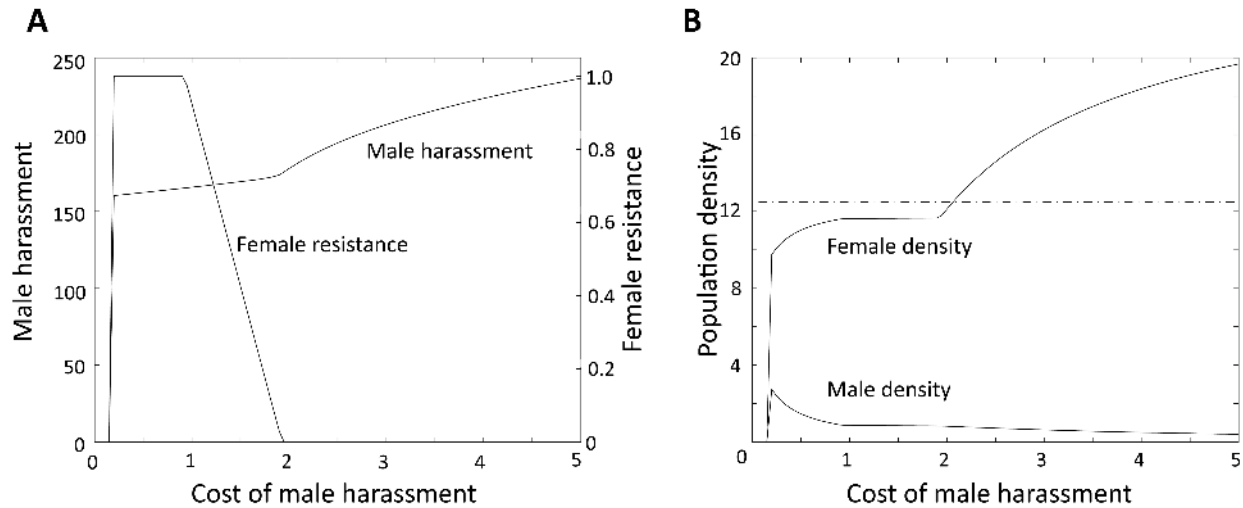 A
B
250
200
150
100
50
0
Male harassment
1.0
0.8
0.6
0.4
0.2
0
Female resistance
Male harassment
Female resistance
0 1 2 3 4 5
Cost of male harassment
20
16
12
8
4
Population density
Female density
Male density
0 1 2 3 4 5
Cost of male harassment